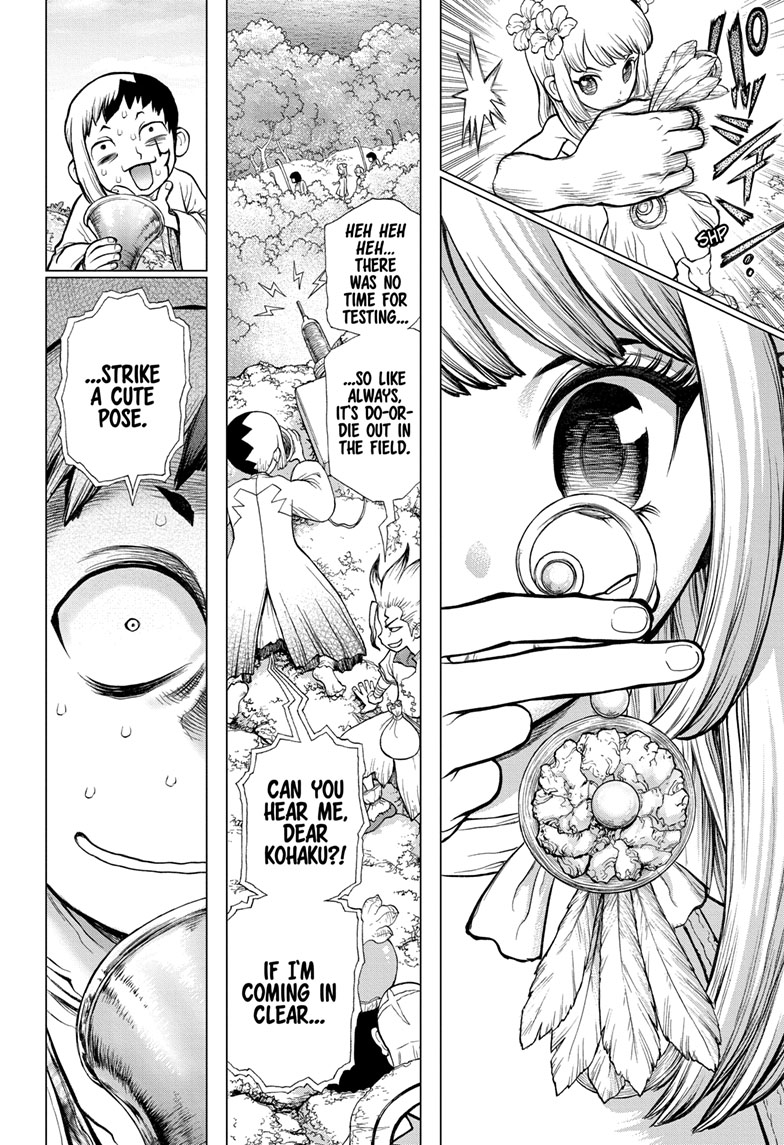 SHP
HEH HEH
HEH...
THERE
WAS NO
TIME FOR
TESTING...
...SO LIKE
ALWAYS,
IT'S DO-OR-
DIE OUT IN
THE FIELD.
CAN YOU
HEAR ME,
DEAR
KOHAKU?!
IF I'M
COMING IN
CLEAR...
...STRIKE
A CUTE
POSE.